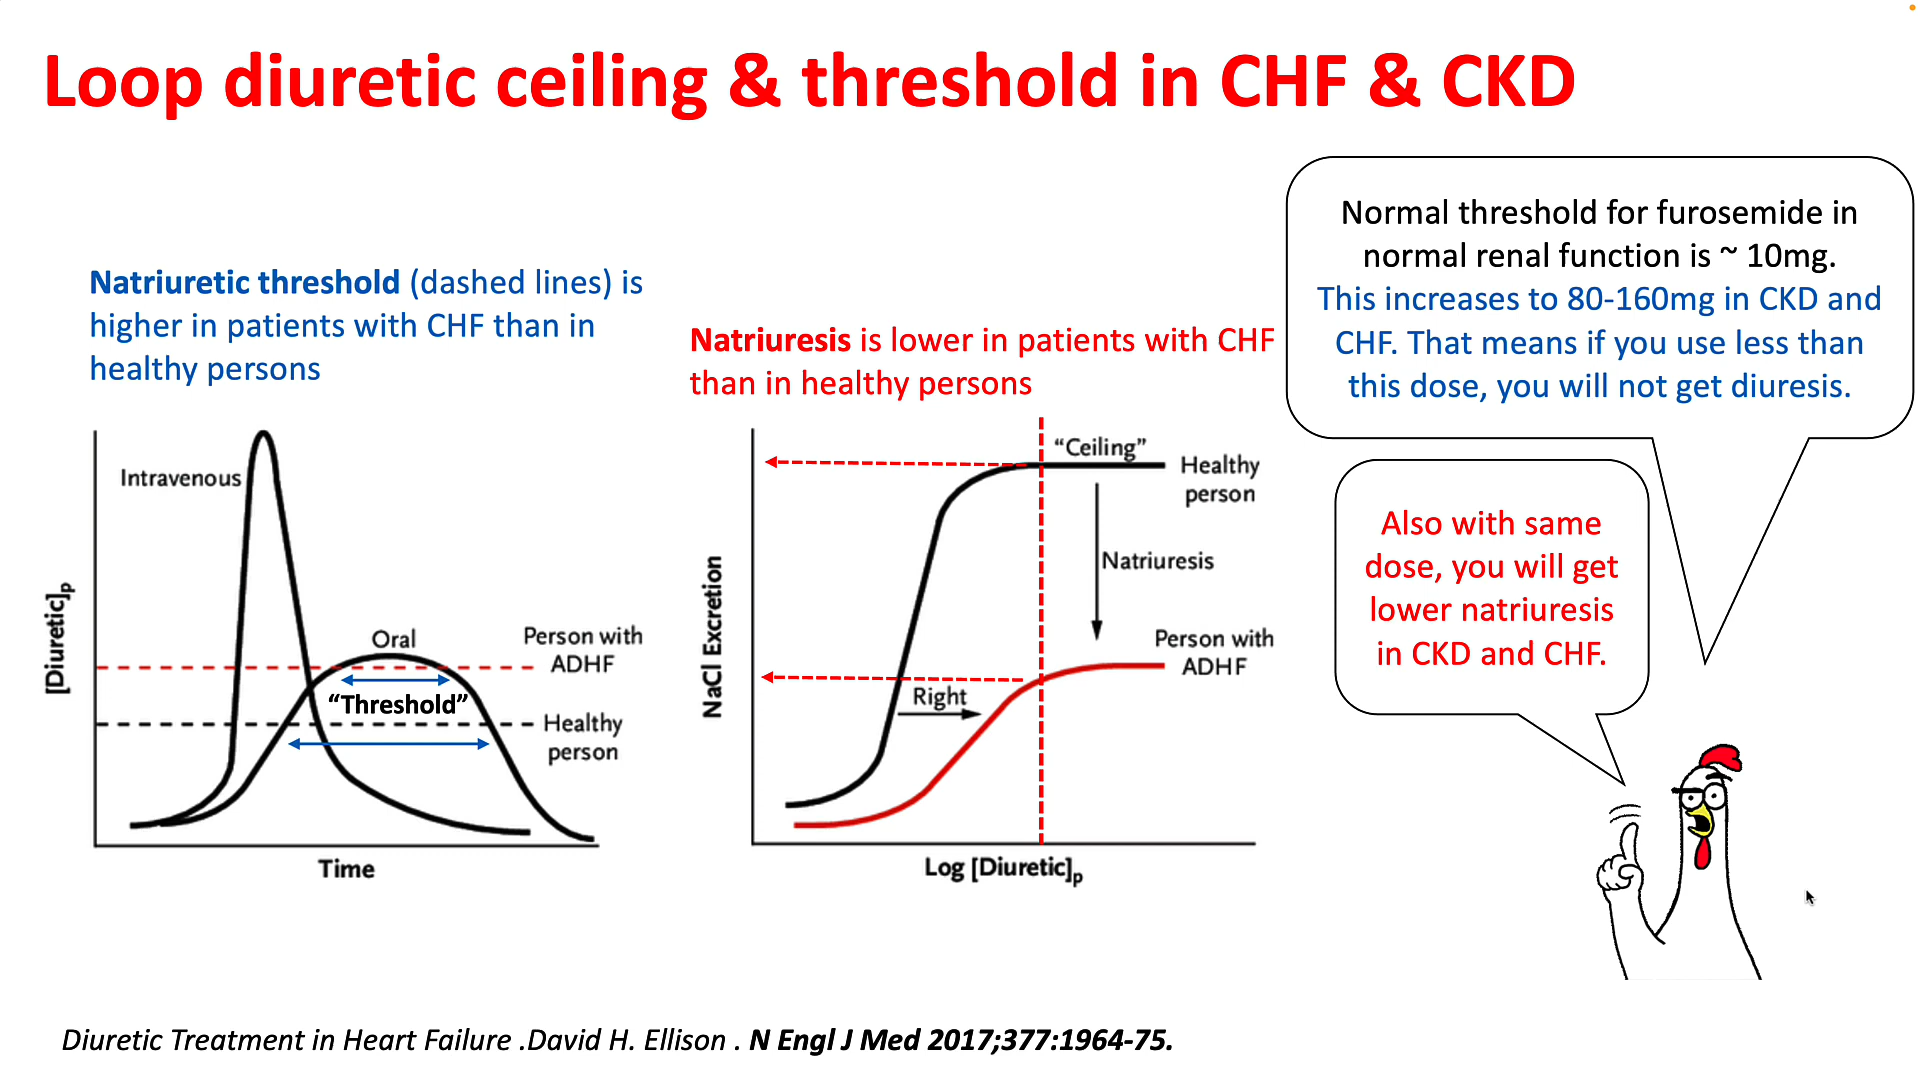 Loop diuretic ceiling & threshold in CHF & CKD
Natriuretic threshold (dashed lines) is
higher in patients with CHF than in
healthy persons
Intravenous
Oral
Person with
ADHF
"Threshold"
Healthy
person
[Diuretic]p
Time
Natriuresis is lower in patients with CHF
than in healthy persons
"Ceiling"
Healthy
person
Natriuresis
Person with
ADHF
Right
NaCl Excretion
Log [Diuretic]p
Normal threshold for furosemide in
normal renal function is ~ 10mg.
This increases to 80-160mg in CKD and
CHF. That means if you use less than
this dose, you will not get diuresis.
Also with same
dose, you will get
lower natriuresis
in CKD and CHF.
Diuretic Treatment in Heart Failure .David H. Ellison . N Engl J Med 2017;377:1964-75.